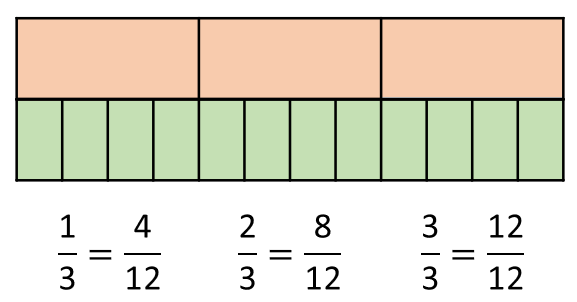 1/3 = 4/12 2/3 = 8/12 3/3 = 12/12